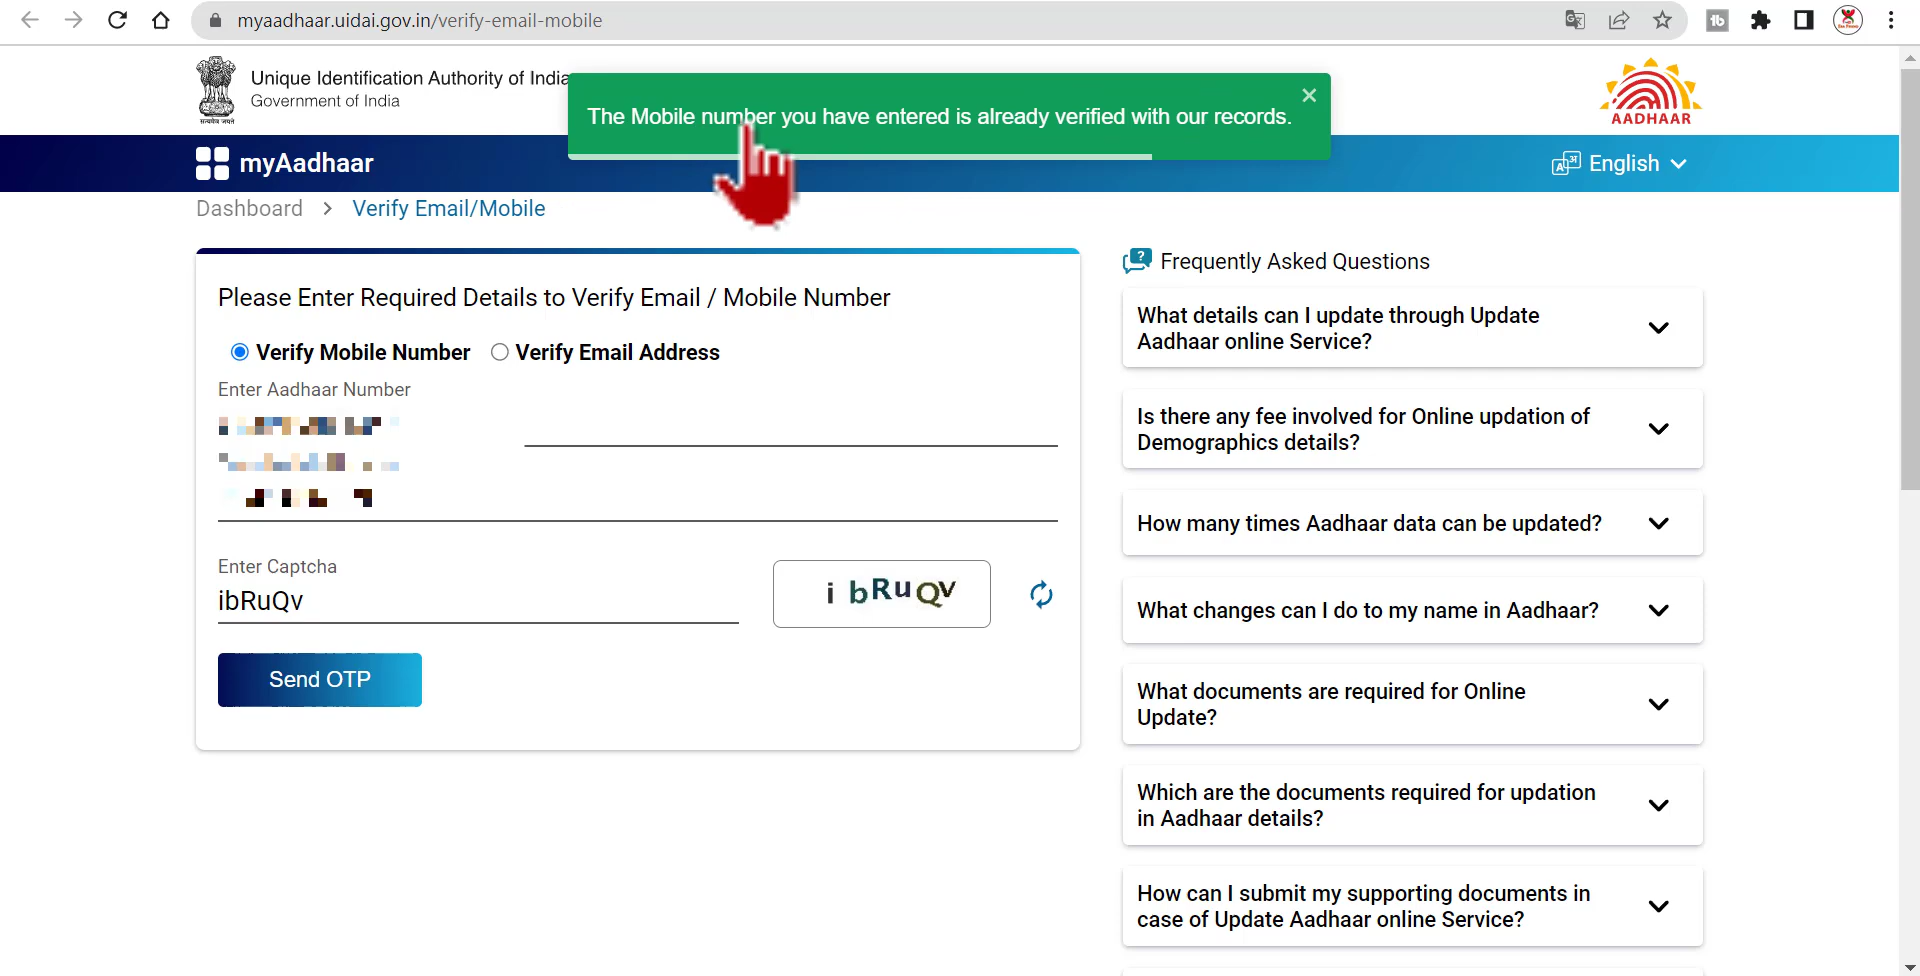 myaadhaar.uidai.gov.in/verify-email-mobile
Unique Identification Authority of India
Government of India
सत्यमेव जयते
The Mobile number you have entered is already verified with our records.
AADHAAR
myAadhaar
English
Dashboard > Verify Email/Mobile
Please Enter Required Details to Verify Email / Mobile Number
Verify Mobile Number Verify Email Address
Enter Aadhaar Number
Enter Captcha
ibRuQv
i bRuQv
Send OTP
Frequently Asked Questions
What details can I update through Update
Aadhaar online Service?
Is there any fee involved for Online updation of
Demographics details?
How many times Aadhaar data can be updated?
What changes can I do to my name in Aadhaar?
What documents are required for Online
Update?
Which are the documents required for updation
in Aadhaar details?
How can I submit my supporting documents in
case of Update Aadhaar online Service?